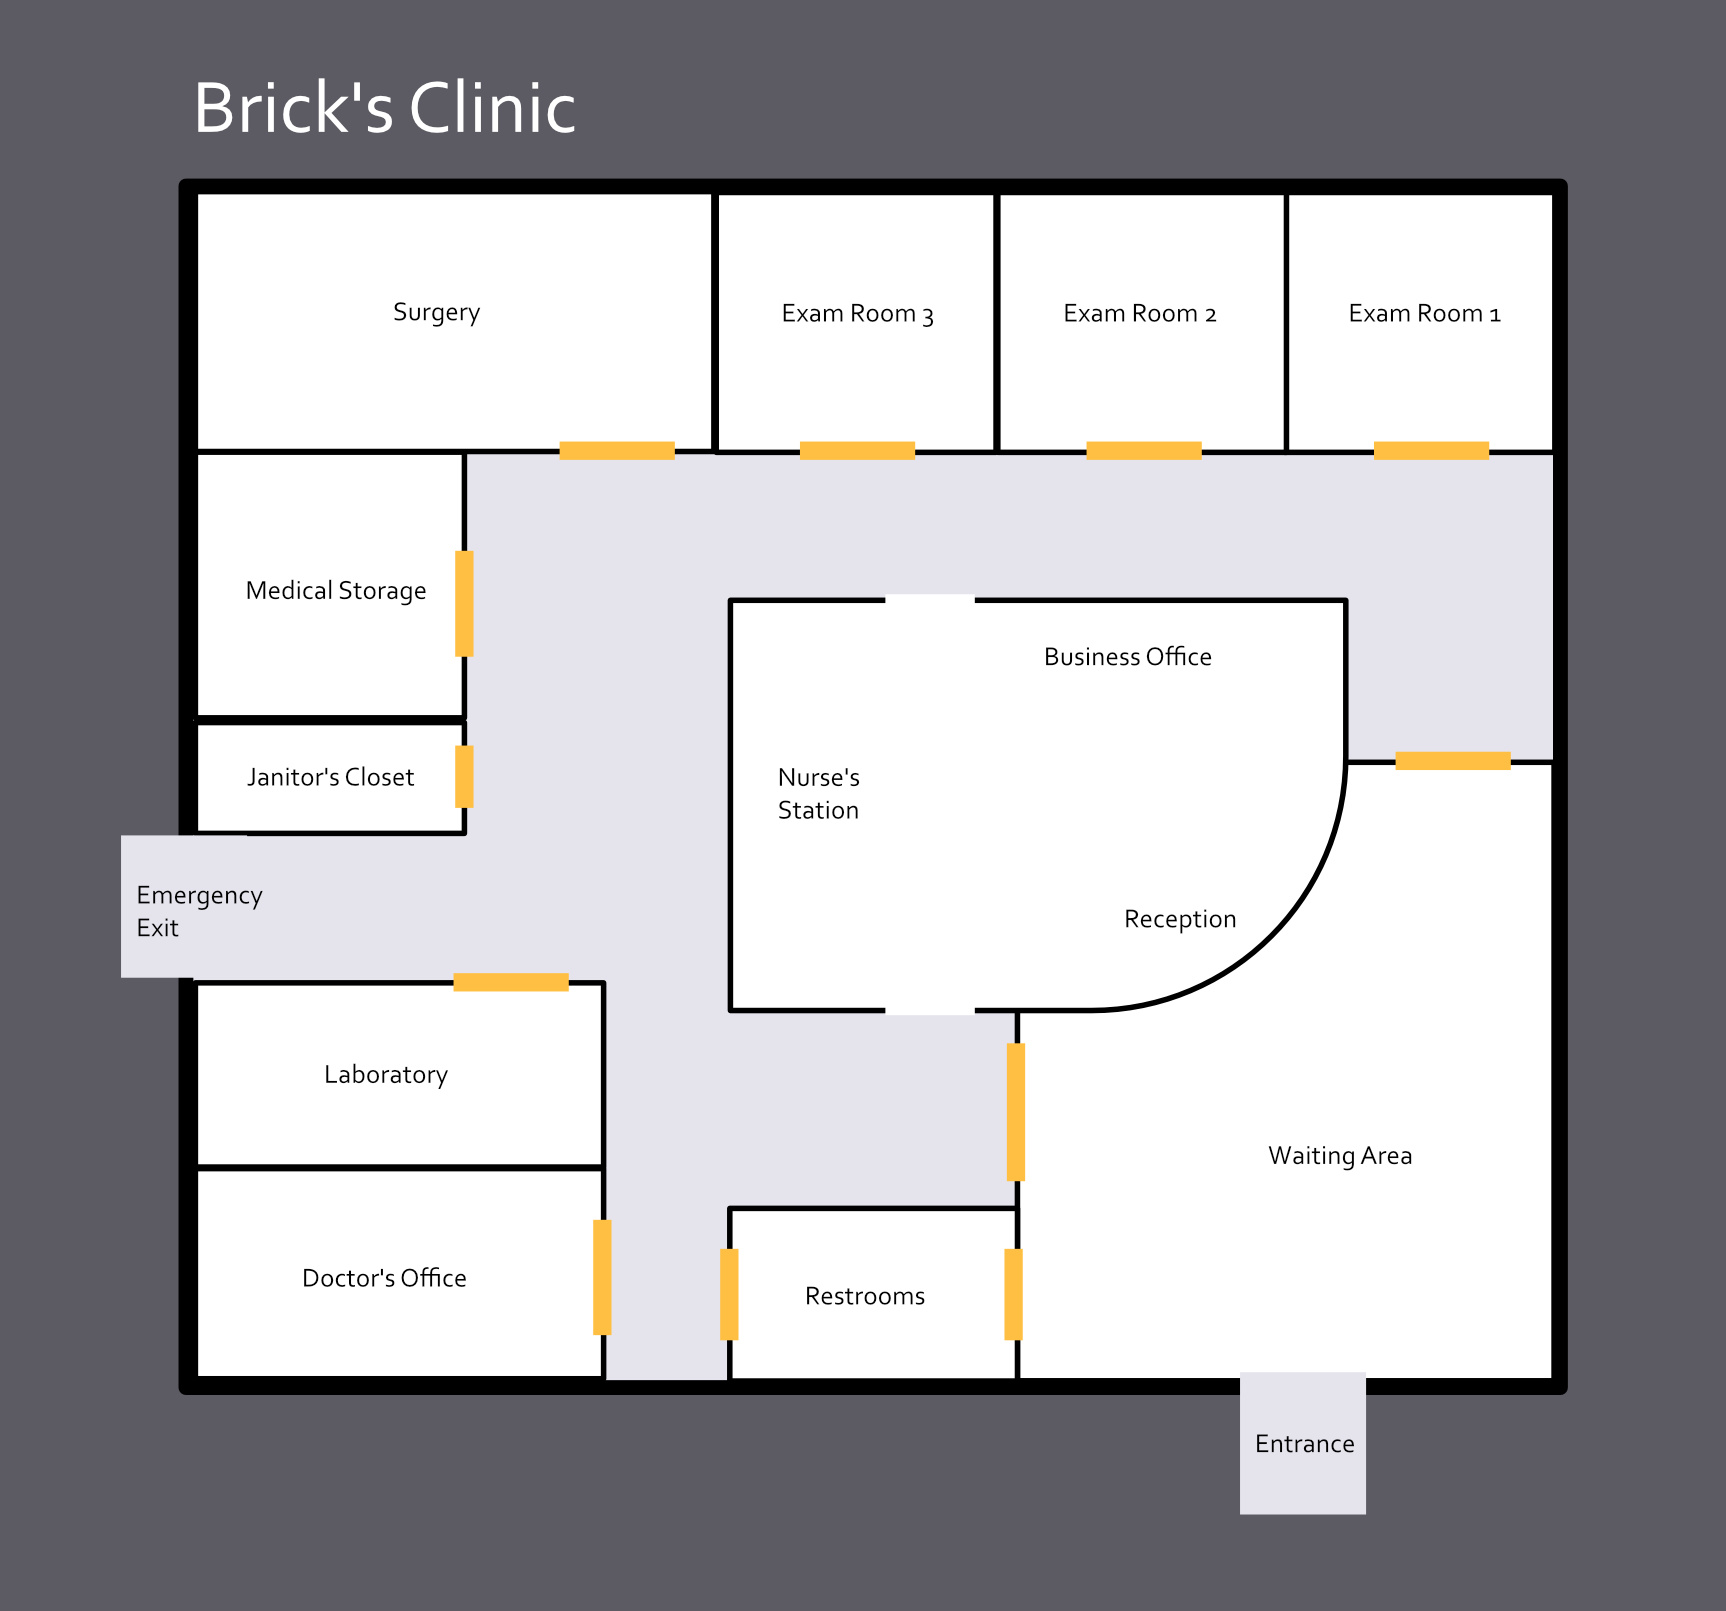 Brick's Clinic
Surgery
Exam Room 3
Exam Room 2
Exam Room 1
Medical Storage
Business Office
Janitor's Closet
Nurse's
Station
Emergency
Exit
Reception
Laboratory
Waiting Area
Doctor's Office
Restrooms
Entrance